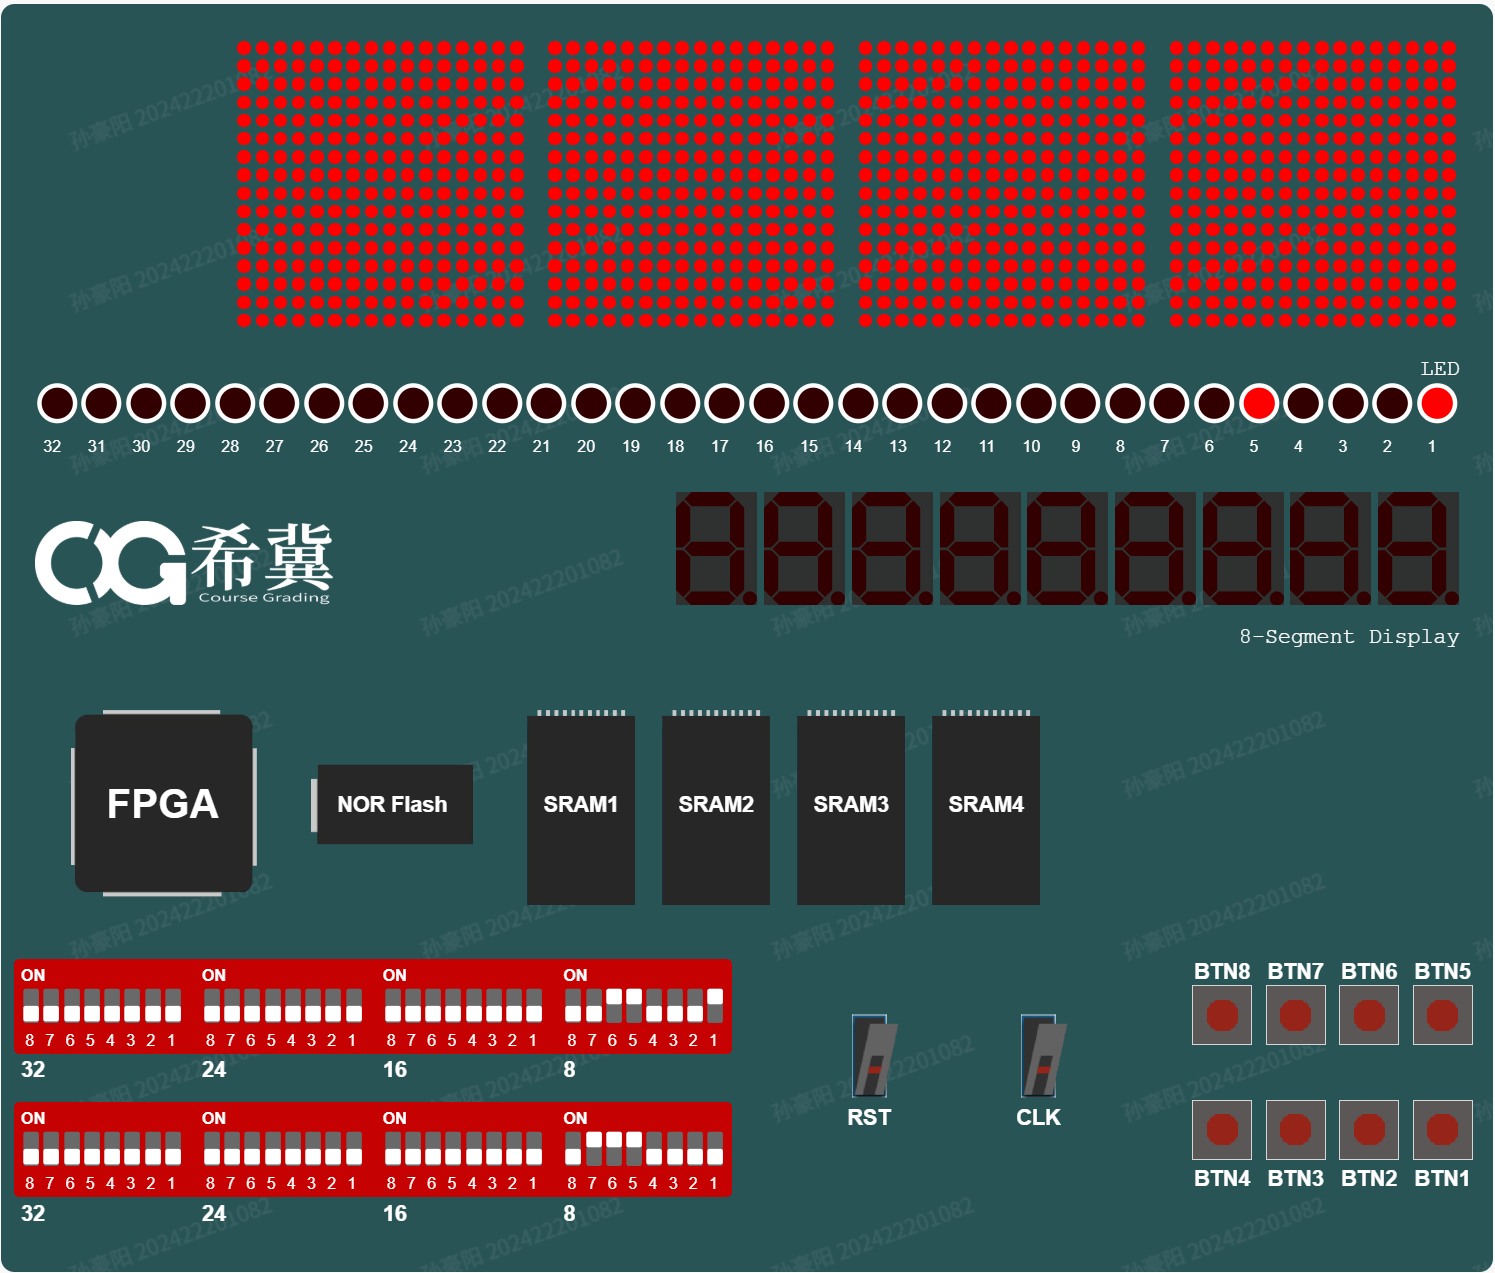 LED
32 31 30 29 28 27 26 25 24 23 22 21 20 19 18 17 16 15 14 13 12 11 10 9 8 7 6 5 4 3 2 1
CG希冀
Course Grading
8-Segment Display
FPGA
NOR Flash
SRAM1
SRAM2
SRAM3
SRAM4
ON ON ON ON
8 7 6 5 4 3 2 1 8 7 6 5 4 3 2 1 8 7 6 5 4 3 2 1 8 7 6 5 4 3 2 1
32 24 16 8
ON ON ON ON
8 7 6 5 4 3 2 1 8 7 6 5 4 3 2 1 8 7 6 5 4 3 2 1 8 7 6 5 4 3 2 1
32 24 16 8
RST
CLK
BTN8 BTN7 BTN6 BTN5
BTN4 BTN3 BTN2 BTN1
孙豪阳 202422201082